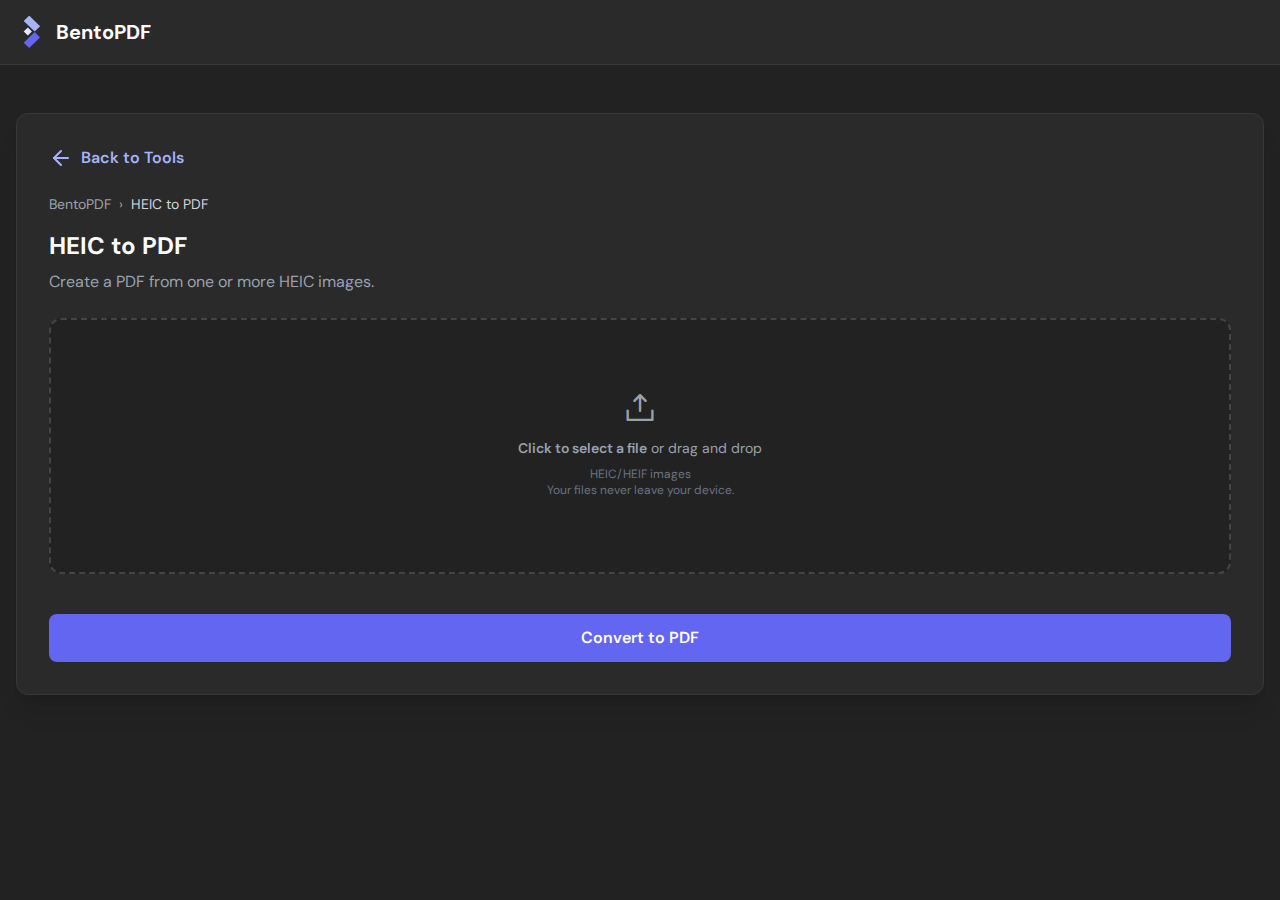 BentoPDF
Back to Tools
BentoPDF › HEIC to PDF
HEIC to PDF
Create a PDF from one or more HEIC images.
Click to select a file or drag and drop
HEIC/HEIF images
Your files never leave your device.
Convert to PDF